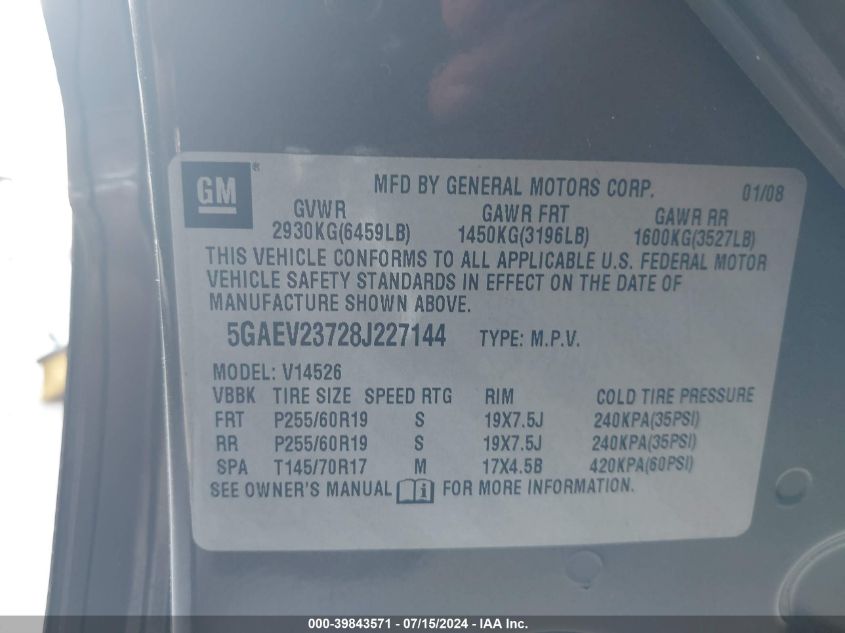 GM ® MFD BY GENERAL MOTORS CORP. 01/08
GVWR GAWR FRT GAWR RR
2930KG(6459LB) 1450KG(3196LB) 1600KG(3527LB)
THIS VEHICLE CONFORMS TO ALL APPLICABLE U.S. FEDERAL MOTOR
VEHICLE SAFETY STANDARDS IN EFFECT ON THE DATE OF
MANUFACTURE SHOWN ABOVE.
5GAEV23728J227144 TYPE: M.P.V.
MODEL: V14526
VBBK TIRE SIZE SPEED RTG RIM COLD TIRE PRESSURE
FRT P255/60R19 S 19X7.5J 240KPA(35PSI)
RR P255/60R19 S 19X7.5J 240KPA(35PSI)
SPA T145/70R17 M 17X4.5B 420KPA(60PSI)
SEE OWNER'S MANUAL i FOR MORE INFORMATION.
000-39843571 - 07/15/2024 - IAA Inc.